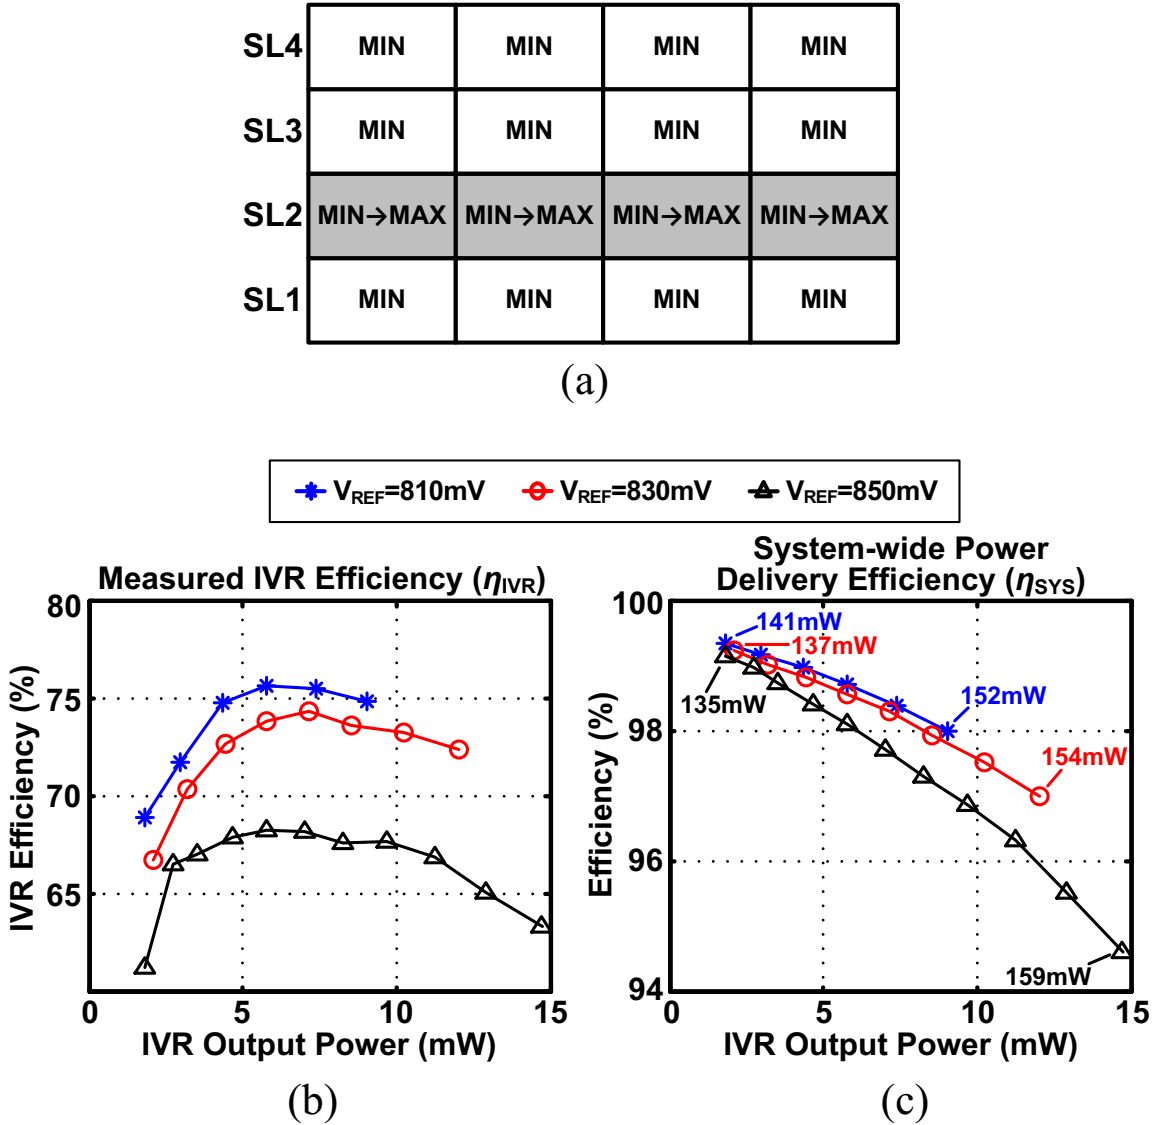 SL4 MIN MIN MIN MIN
SL3 MIN MIN MIN MIN
SL2 MIN→MAX MIN→MAX MIN→MAX MIN→MAX
SL1 MIN MIN MIN MIN
(a)
V_REF=810mV V_REF=830mV V_REF=850mV
Measured IVR Efficiency (η_IVR)
80
75
70
65
IVR Efficiency (%)
0 5 10 15
IVR Output Power (mW)
(b)
System-wide Power
Delivery Efficiency (η_SYS)
100
98
96
94
Efficiency (%)
141mW
137mW
135mW
152mW
154mW
159mW
0 5 10 15
IVR Output Power (mW)
(c)